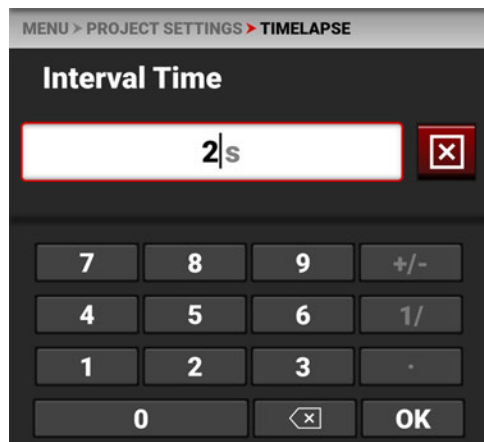 MENU > PROJECT SETTINGS > TIMELAPSE
Interval Time
2s
7 8 9 +/-
4 5 6 1/
1 2 3 ·
0 OK